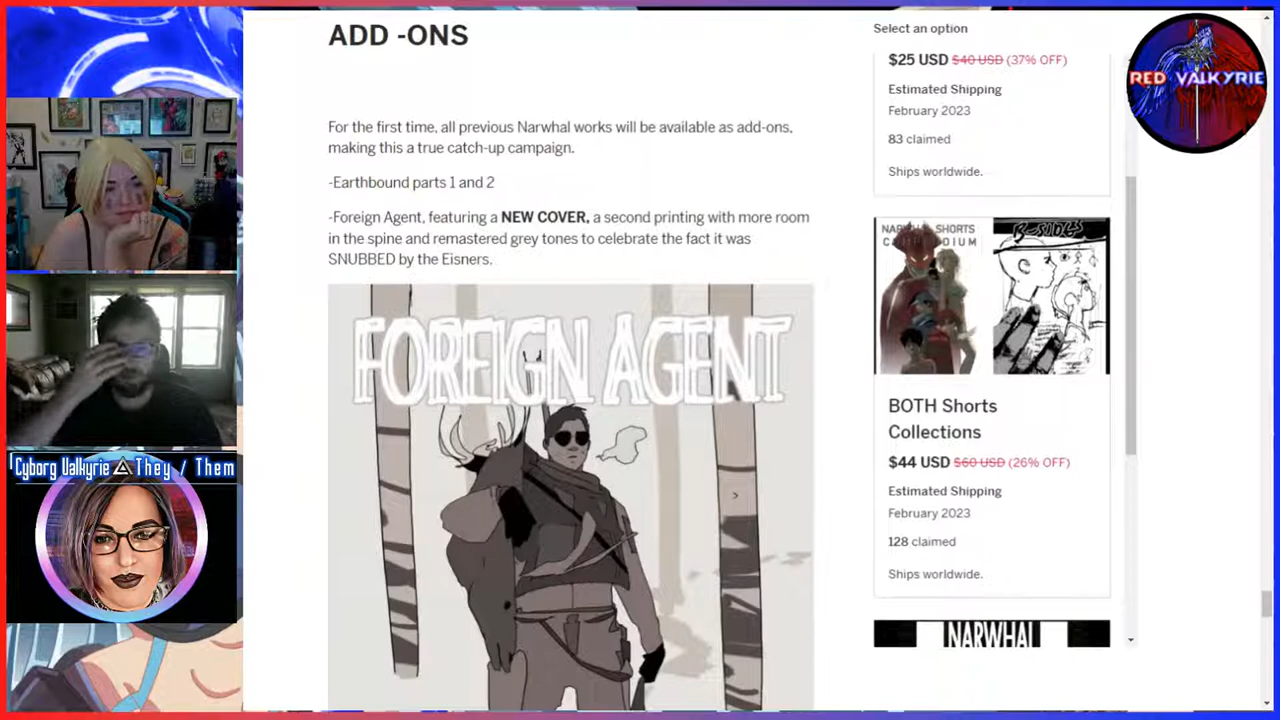 ADD -ONS
For the first time, all previous Narwhal works will be available as add-ons,
making this a true catch-up campaign.
-Earthbound parts 1 and 2
-Foreign Agent, featuring a NEW COVER, a second printing with more room
in the spine and remastered grey tones to celebrate the fact it was
SNUBBED by the Eisners.
FOREIGN AGENT
Select an option
$25 USD $40 USD (37% OFF)
Estimated Shipping
February 2023
83 claimed
Ships worldwide.
NARWHAL SHORTS
COMPENDIUM
B-SIDES
BOTH Shorts
Collections
$44 USD $60 USD (26% OFF)
Estimated Shipping
February 2023
128 claimed
Ships worldwide.
NARWHAL
RED VALKYRIE
Cyborg Valkyrie They / Them